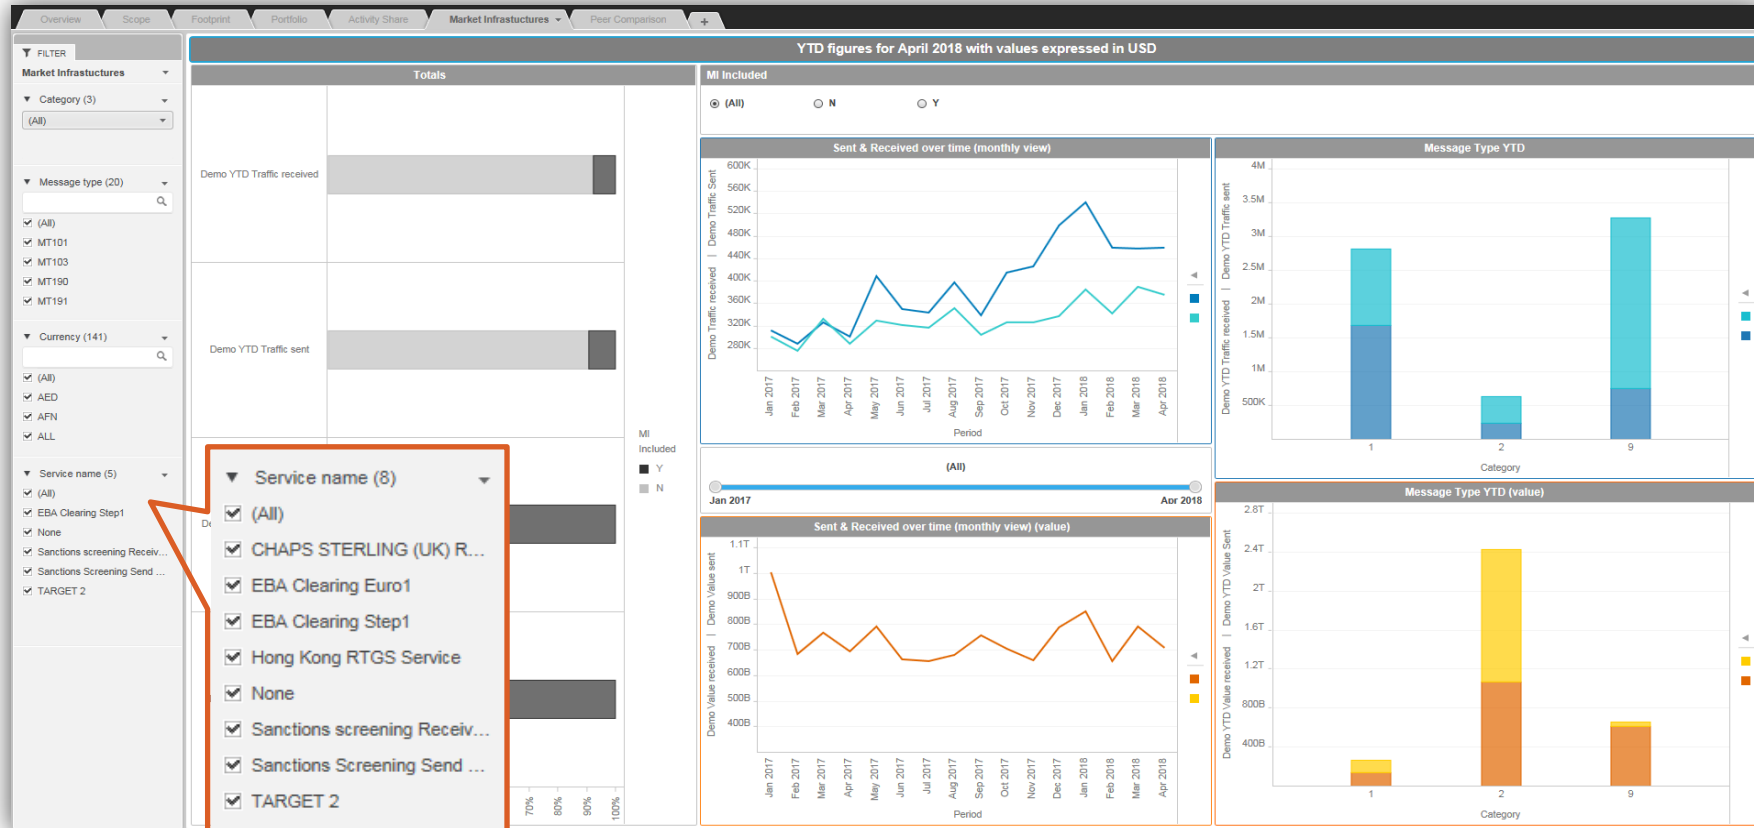 Overview
Scope
Footprint
Portfolio
Activity Share
Market Infrastuctures
Peer Comparison
+
FILTER
Market Infrastuctures
Category (3)
(All)
Message type (20)
(All)
MT101
MT103
MT190
MT191
Currency (141)
(All)
AED
AFN
ALL
Service name (5)
(All)
EBA Clearing Step1
None
Sanctions screening Receiv...
Sanctions Screening Send ...
TARGET 2
YTD figures for April 2018 with values expressed in USD
Totals
Demo YTD Traffic received
Demo YTD Traffic sent
De
70%
80%
90%
100%
MI
Included
Y
N
Service name (8)
(All)
CHAPS STERLING (UK) R...
EBA Clearing Euro1
EBA Clearing Step1
Hong Kong RTGS Service
None
Sanctions screening Receiv...
Sanctions Screening Send ...
TARGET 2
MI Included
(All)
N
Y
Sent & Received over time (monthly view)
Demo Traffic received | Demo Traffic Sent
600K
560K
520K
480K
440K
400K
360K
320K
280K
Jan 2017
Feb 2017
Mar 2017
Apr 2017
May 2017
Jun 2017
Jul 2017
Aug 2017
Sep 2017
Oct 2017
Nov 2017
Dec 2017
Jan 2018
Feb 2018
Mar 2018
Apr 2018
Period
(All)
Jan 2017
Apr 2018
Sent & Received over time (monthly view) (value)
Demo Value received | Demo Value sent
1.1T
1T
900B
800B
700B
600B
500B
400B
Jan 2017
Feb 2017
Mar 2017
Apr 2017
May 2017
Jun 2017
Jul 2017
Aug 2017
Sep 2017
Oct 2017
Nov 2017
Dec 2017
Jan 2018
Feb 2018
Mar 2018
Apr 2018
Period
Message Type YTD
Demo YTD Traffic received | Demo YTD Traffic sent
4M
3.5M
3M
2.5M
2M
1.5M
1M
500K
1
2
9
Category
Message Type YTD (value)
Demo YTD Value received | Demo YTD Value Sent
2.8T
2.4T
2T
1.6T
1.2T
800B
400B
1
2
9
Category